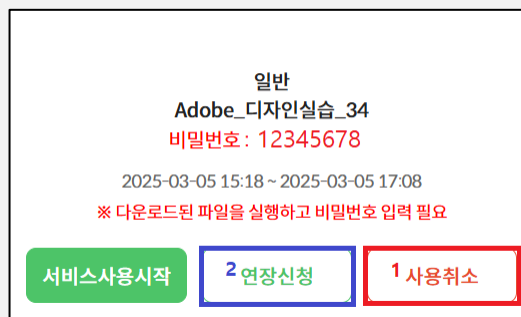 일반
Adobe_디자인실습_34
비밀번호 : 12345678
2025-03-05 15:18 ~ 2025-03-05 17:08
※ 다운로드된 파일을 실행하고 비밀번호 입력 필요
서비스사용시작
2 연장신청
1 사용취소